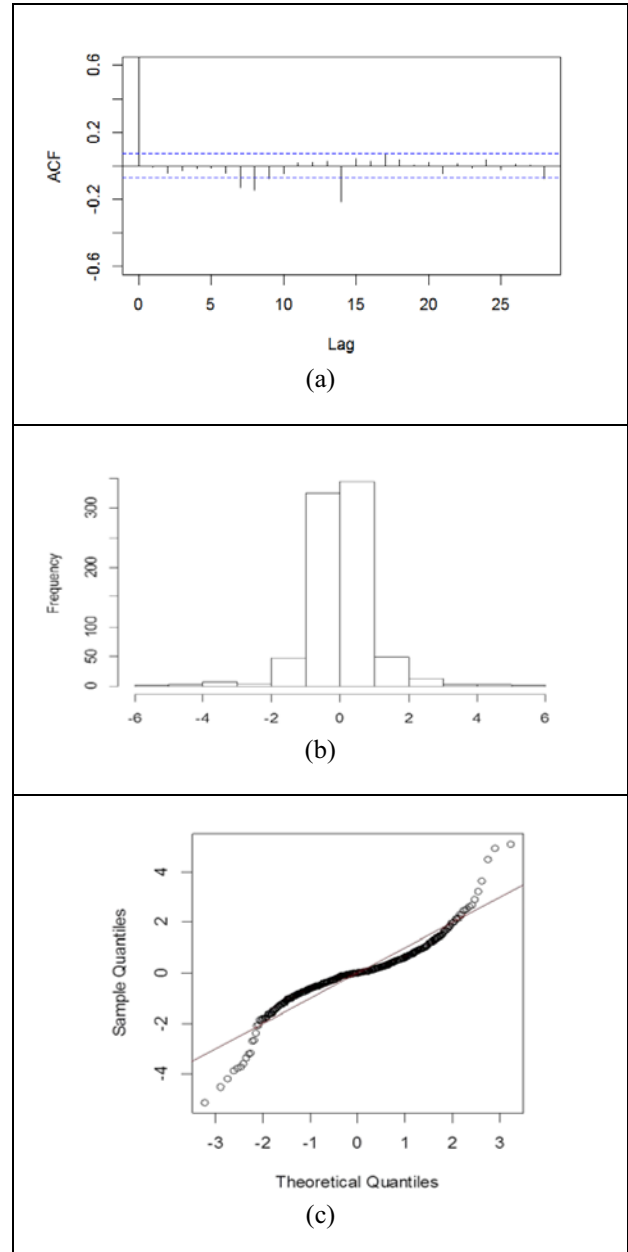 0.6
0.2
-0.2
-0.6
ACF
0 5 10 15 20 25
Lag
(a)
300
200
100
50
0
Frequency
-6 -4 -2 0 2 4 6
(b)
4
2
0
-2
-4
Sample Quantiles
-3 -2 -1 0 1 2 3
Theoretical Quantiles
(c)